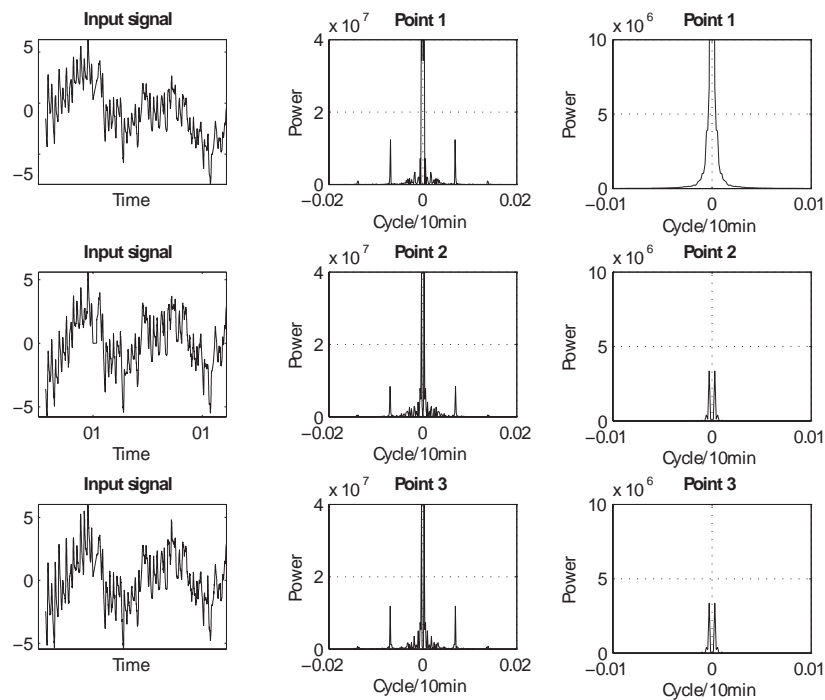 Input signal
5
0
−5
Time
Point 1
x 10^7
4
2
0
Power
−0.02
0
0.02
Cycle/10min
Point 1
x 10^6
10
5
0
Power
−0.01
0
0.01
Cycle/10min
Input signal
5
0
−5
01
01
Time
Point 2
x 10^7
4
2
0
Power
−0.02
0
0.02
Cycle/10min
Point 2
x 10^6
10
5
0
Power
−0.01
0
0.01
Cycle/10min
Input signal
5
0
−5
Time
Point 3
x 10^7
4
2
0
Power
−0.02
0
0.02
Cycle/10min
Point 3
x 10^6
10
5
0
Power
−0.01
0
0.01
Cycle/10min